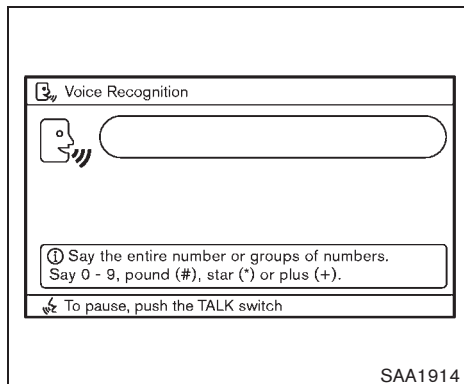 Voice Recognition
Say the entire number or groups of numbers.
Say 0 - 9, pound (#), star (*) or plus (+).
To pause, push the TALK switch
SAA1914